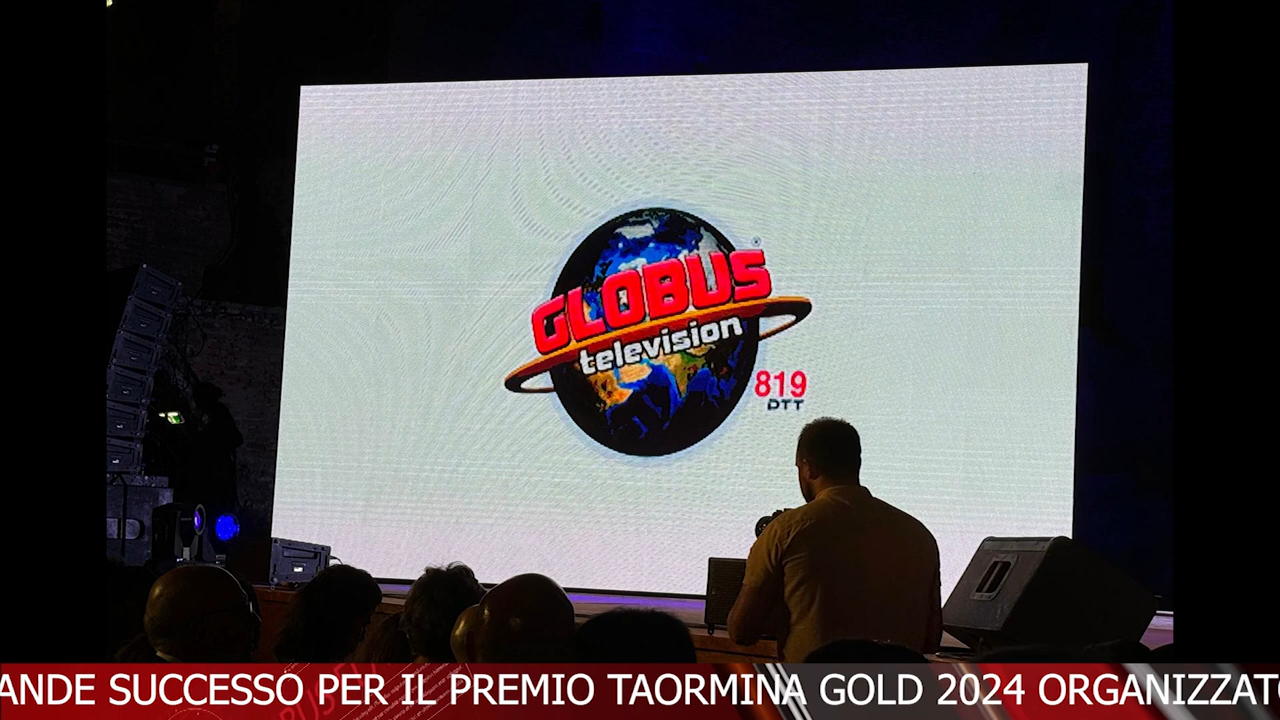 GLOBUS
television
®
819
DTT
ANDE SUCCESSO PER IL PREMIO TAORMINA GOLD 2024 ORGANIZZAT